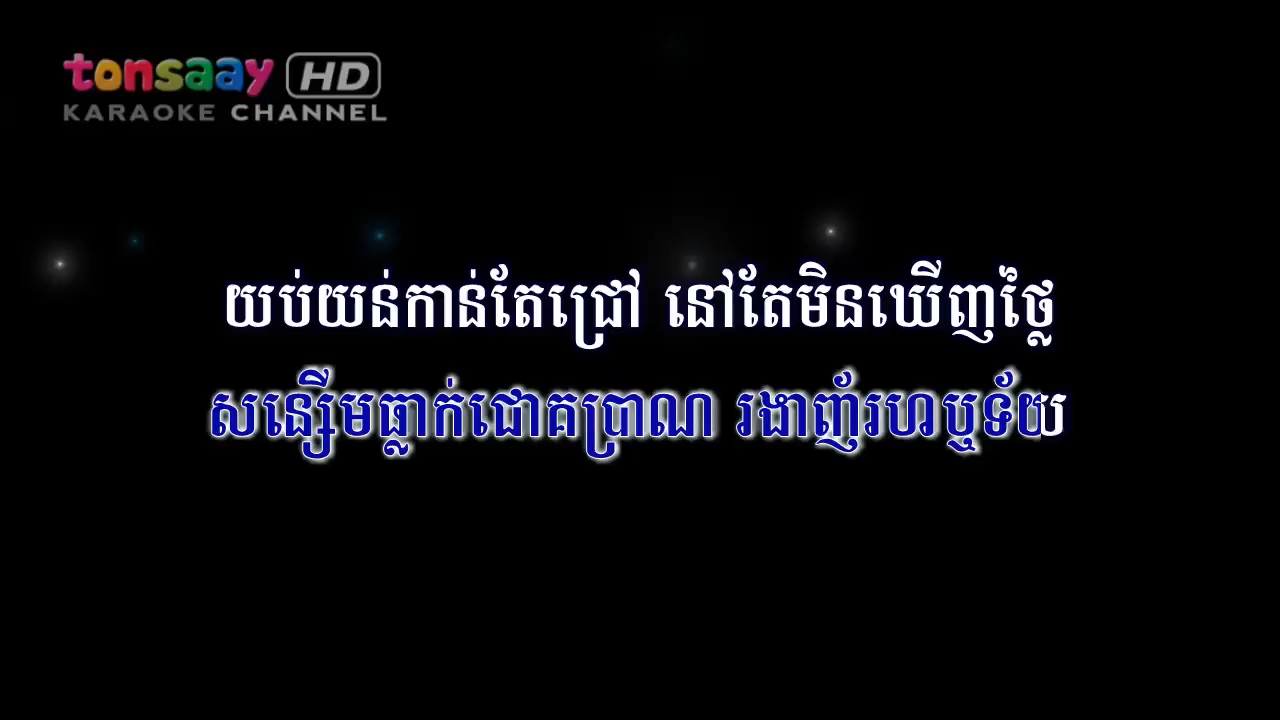 tonsaay HD
KARAOKE CHANNEL
យប់យន់កាន់តែជ្រៅ នៅតែមិនឃើញថ្លៃ
សន្សើមធ្លាក់ជោគប្រាណ រងាញ័រហឫទ័យ